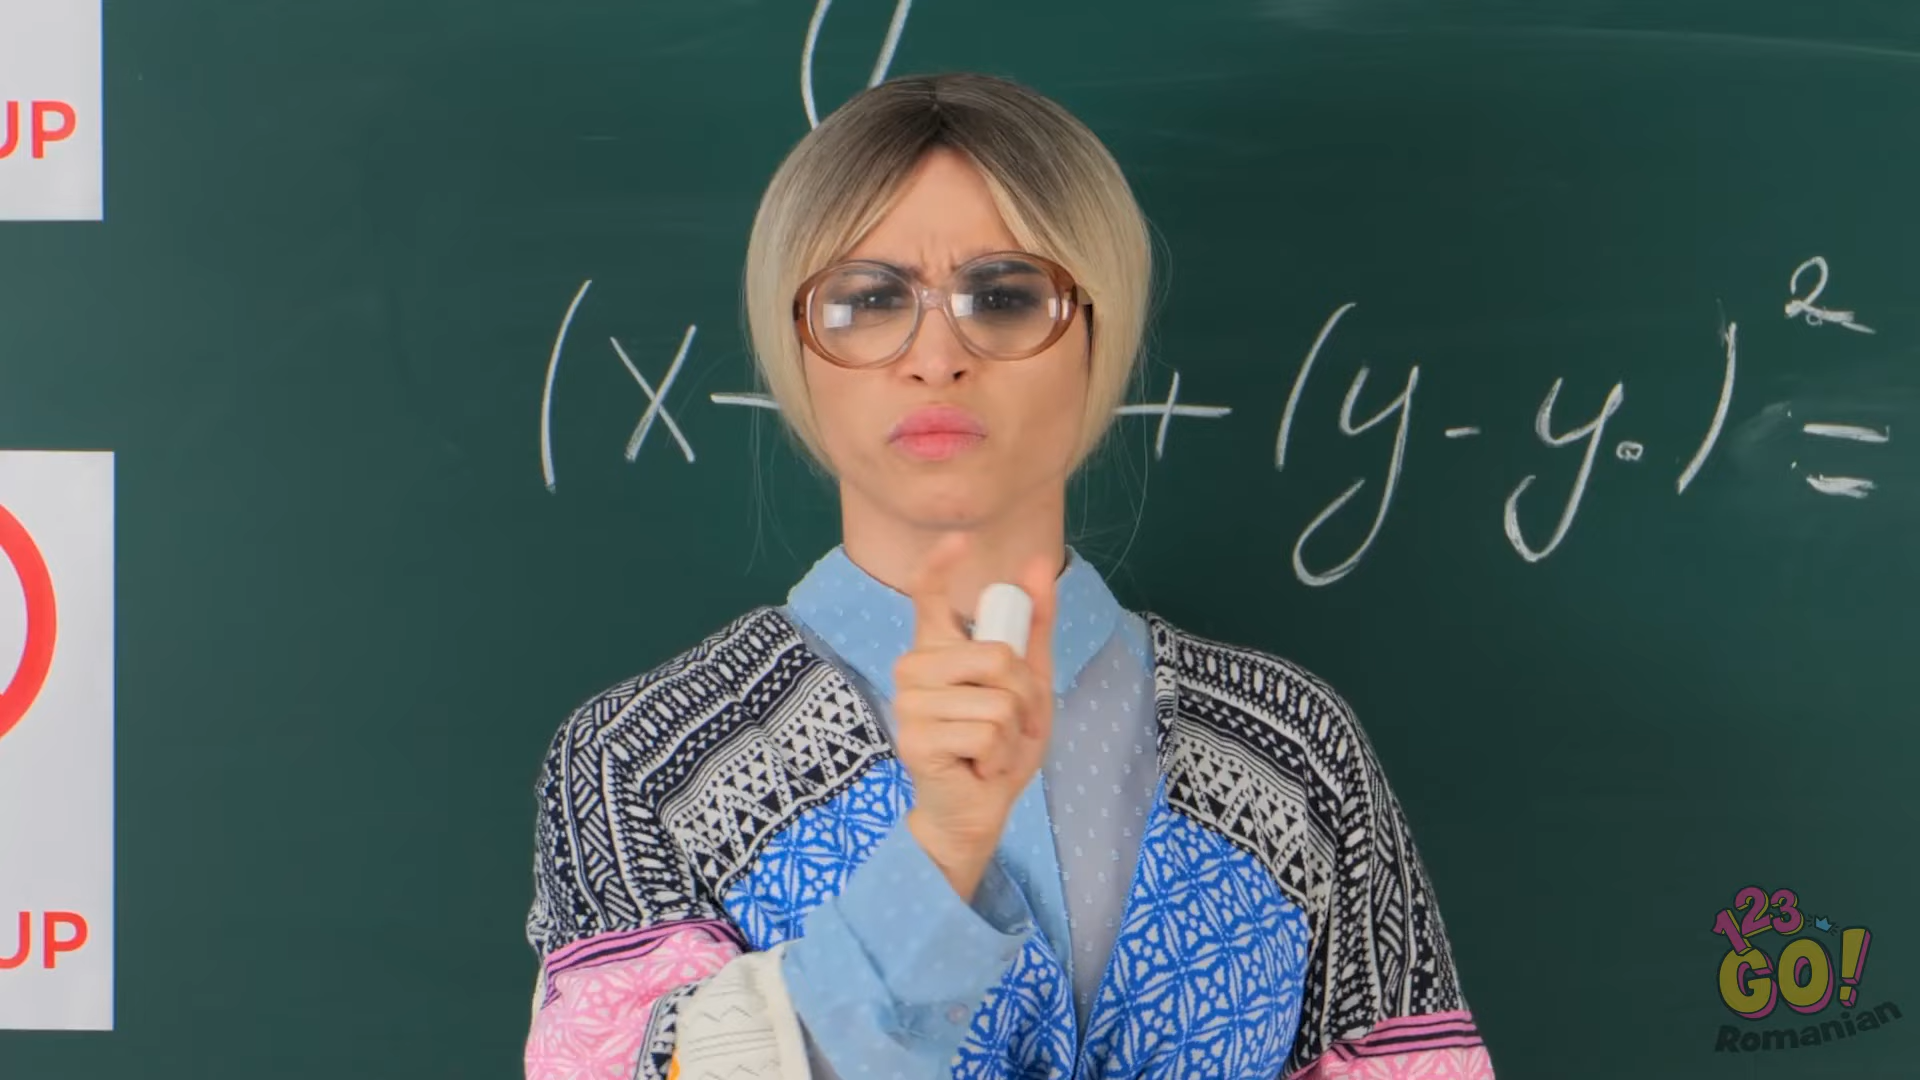 UP
(x - + (y - y₀)² =
UP
123
GO!
Romanian